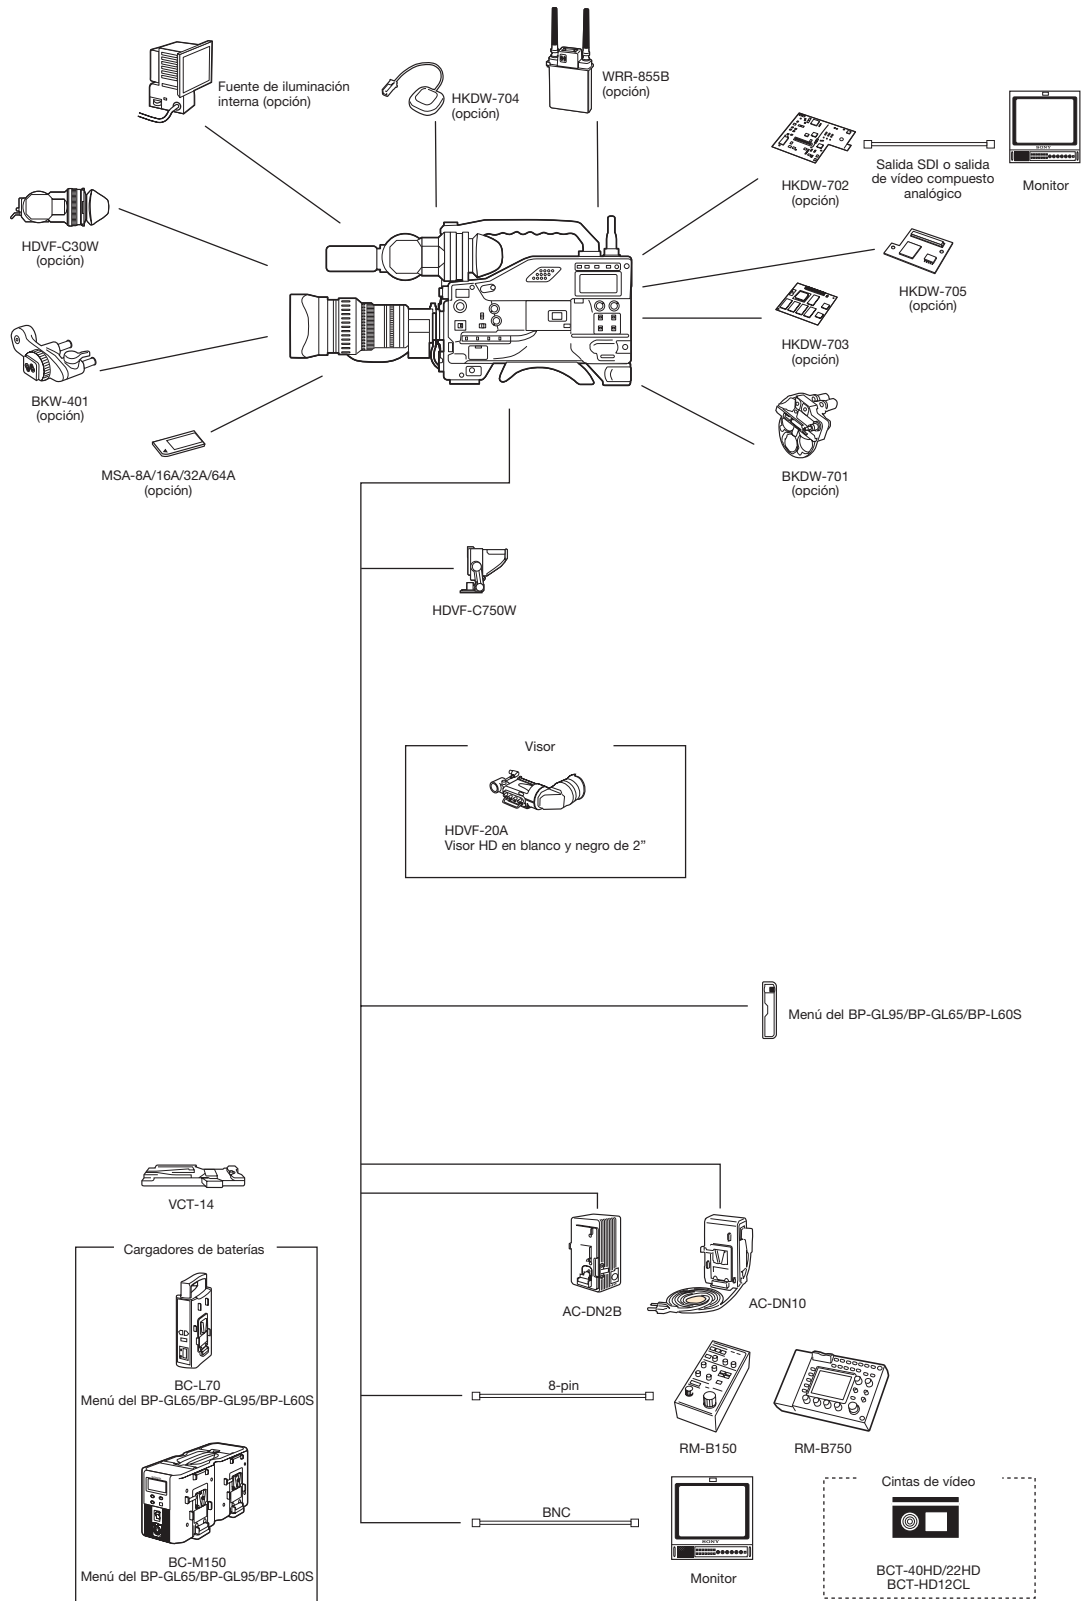 Fuente de iluminación
interna (opción)
HKDW-704
(opción)
WRR-855B
(opción)
HKDW-702
(opción)
Salida SDI o salida
de vídeo compuesto
analógico
SONY
Monitor
HDVF-C30W
(opción)
HKDW-705
(opción)
HKDW-703
(opción)
BKW-401
(opción)
MSA-8A/16A/32A/64A
(opción)
BKDW-701
(opción)
HDVF-C750W
Visor
HDVF-20A
Visor HD en blanco y negro de 2”
Menú del BP-GL95/BP-GL65/BP-L60S
VCT-14
Cargadores de baterías
BC-L70
Menú del BP-GL65/BP-GL95/BP-L60S
BC-M150
Menú del BP-GL65/BP-GL95/BP-L60S
AC-DN2B
AC-DN10
8-pin
RM-B150
RM-B750
BNC
SONY
Monitor
Cintas de vídeo
BCT-40HD/22HD
BCT-HD12CL